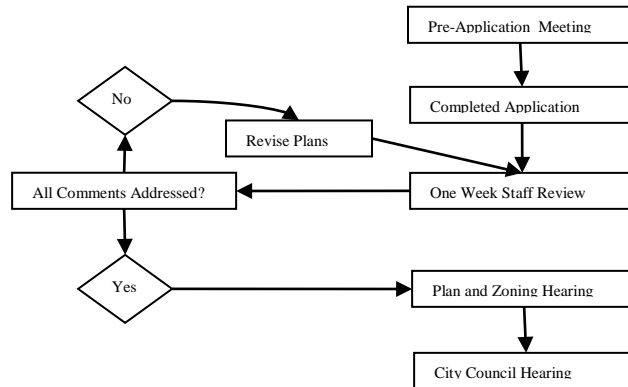 Pre-Application Meeting
No
Completed Application
Revise Plans
All Comments Addressed?
One Week Staff Review
Yes
Plan and Zoning Hearing
City Council Hearing